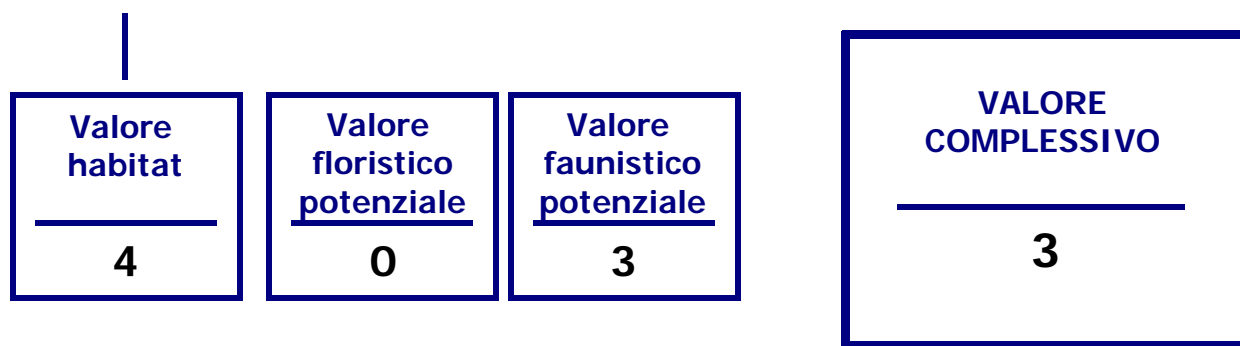 Valore
habitat
4
Valore
floristico
potenziale
0
Valore
faunistico
potenziale
3
VALORE
COMPLESSIVO
3